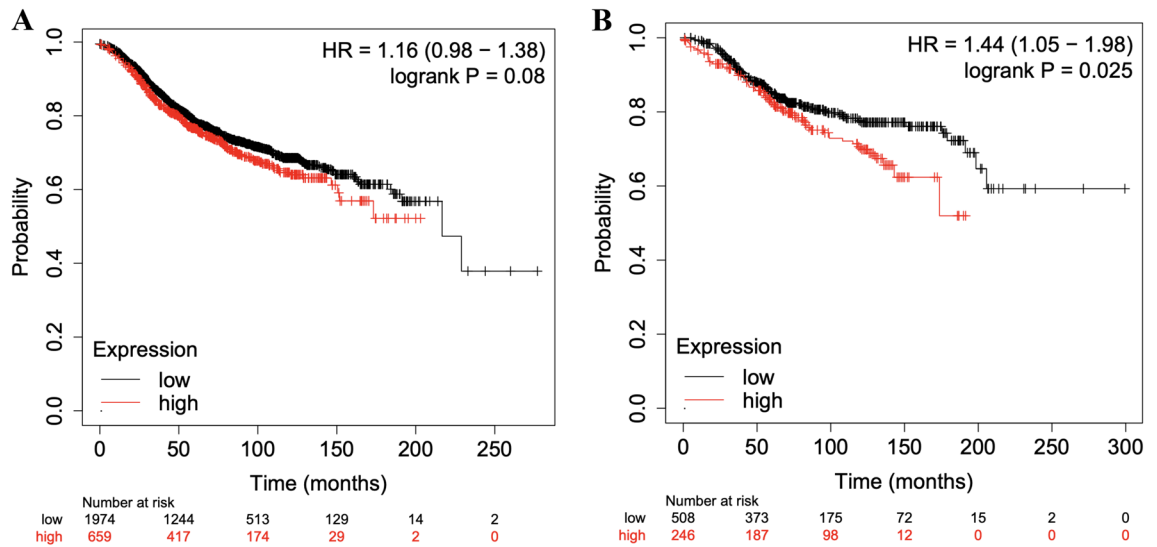 A
HR = 1.16 (0.98 − 1.38)
logrank P = 0.08
Probability
1.0
0.8
0.6
0.4
0.2
0.0
Expression
low
high
0 50 100 150 200 250
Time (months)
Number at risk
low 1974 1244 513 129 14 2
high 659 417 174 29 2 0
B
HR = 1.44 (1.05 − 1.98)
logrank P = 0.025
Probability
1.0
0.8
0.6
0.4
0.2
0.0
Expression
low
high
0 50 100 150 200 250 300
Time (months)
Number at risk
low 508 373 175 72 15 2 0
high 246 187 98 12 0 0 0